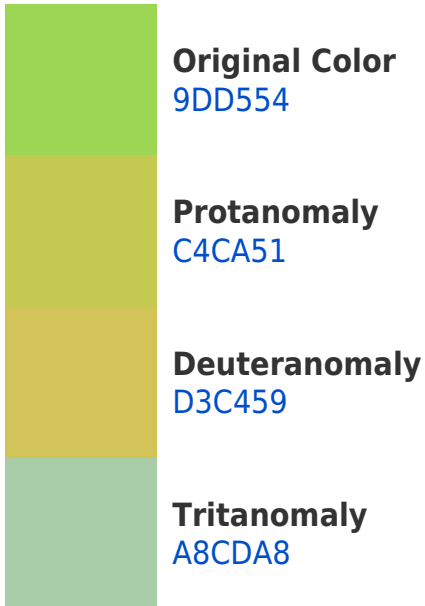 Original Color
9DD554
Protanomaly
C4CA51
Deuteranomaly
D3C459
Tritanomaly
A8CDA8